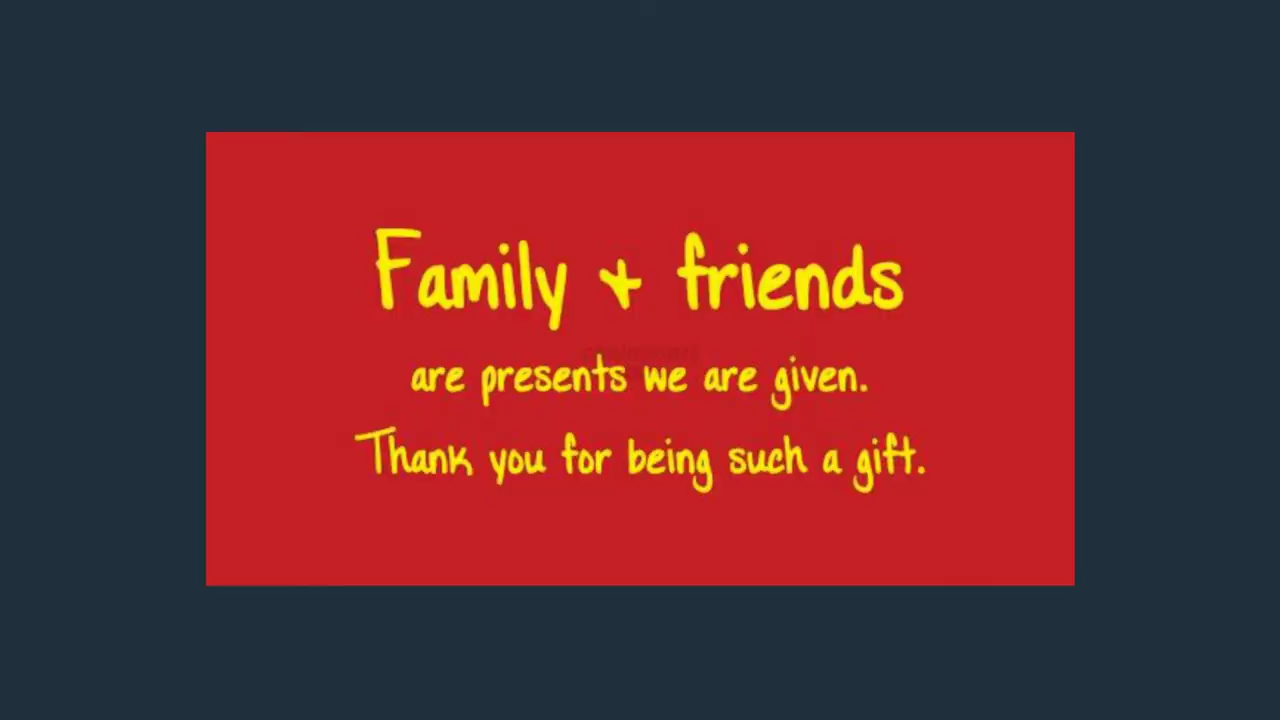 Family + friends
are presents we are given.
Thank you for being such a gift.